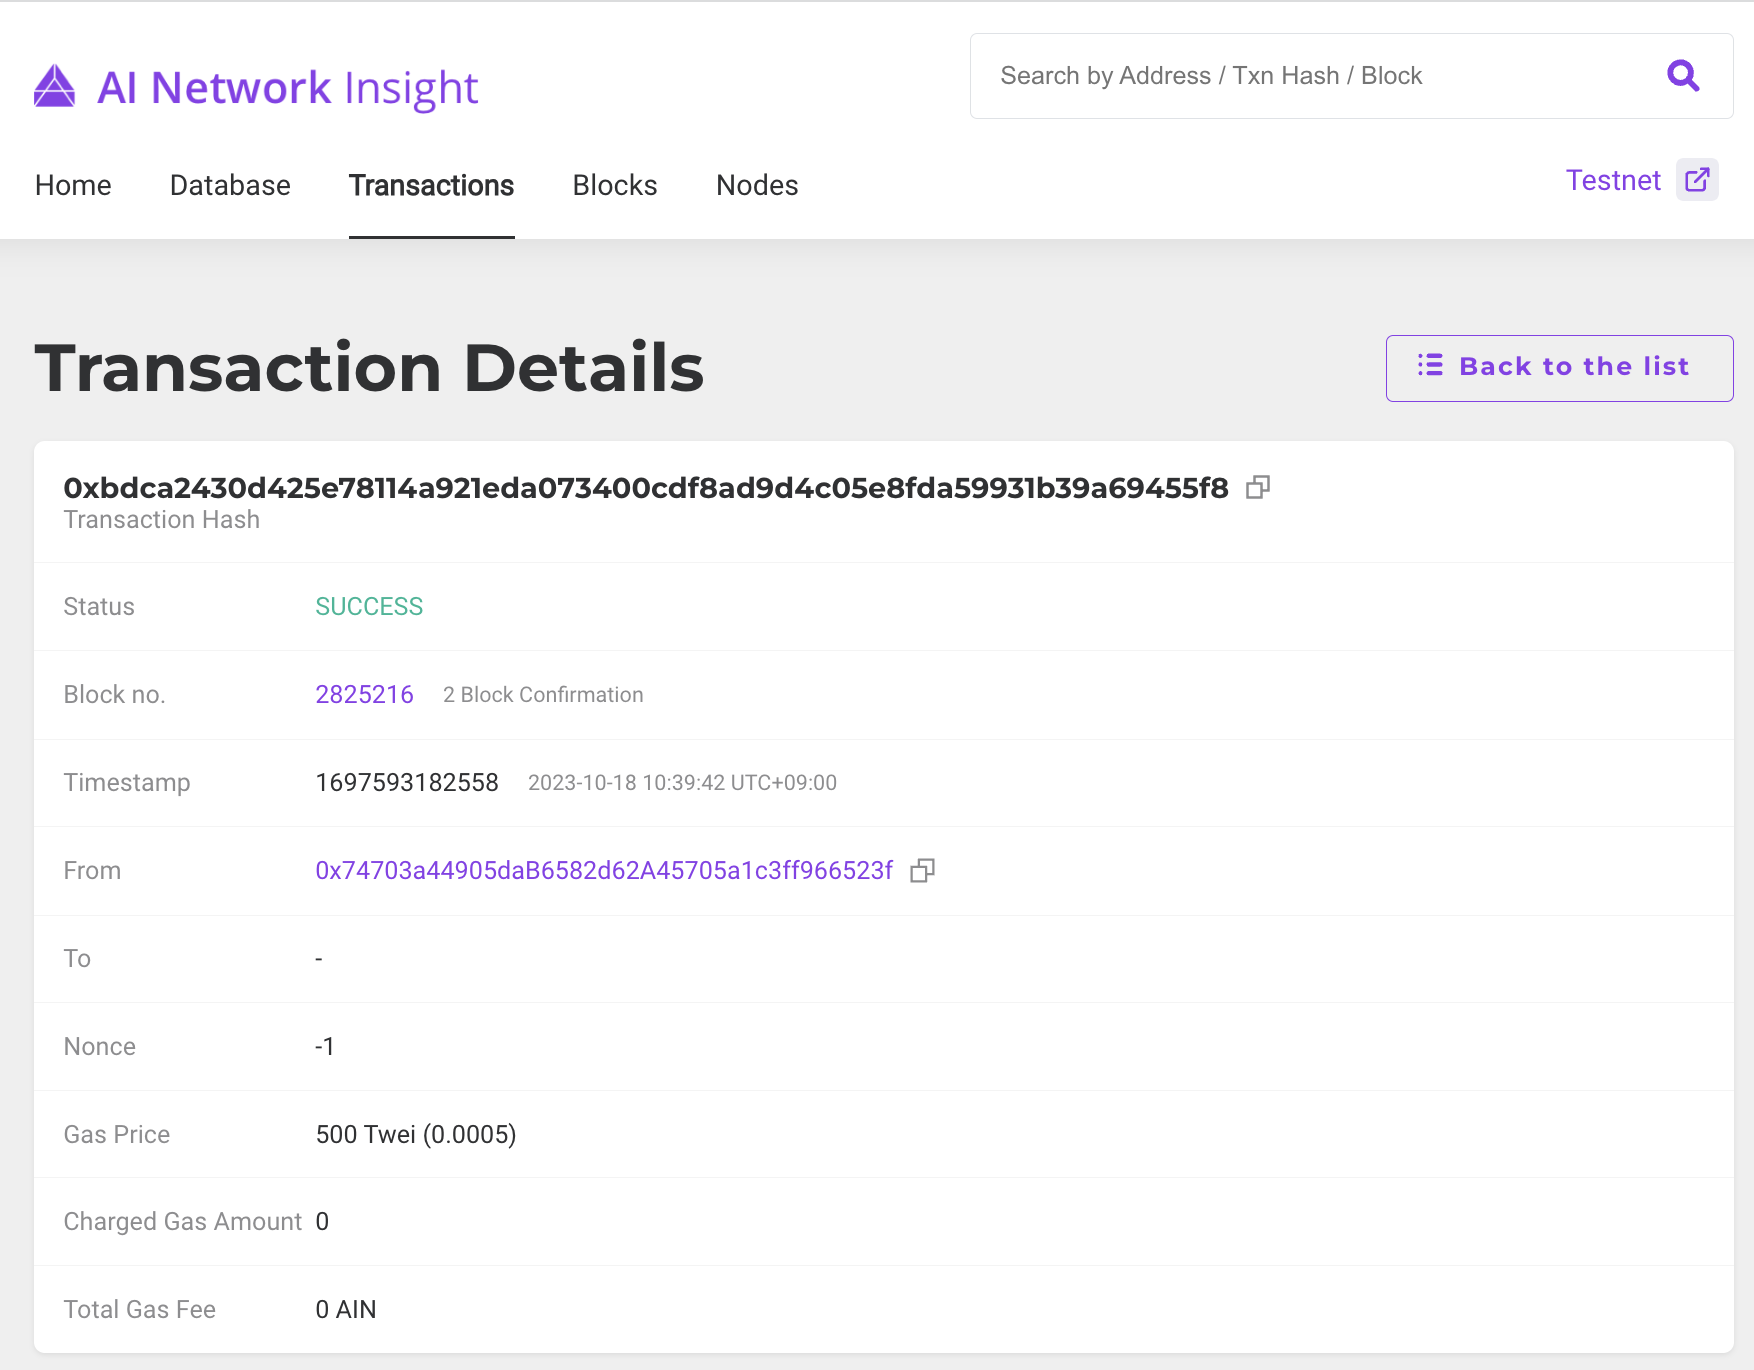 AI Network Insight
Search by Address / Txn Hash / Block
Home Database Transactions Blocks Nodes
Testnet
Transaction Details
Back to the list
0xbdca2430d425e78114a921eda073400cdf8ad9d4c05e8fda59931b39a69455f8
Transaction Hash
Status SUCCESS
Block no. 2825216 2 Block Confirmation
Timestamp 1697593182558 2023-10-18 10:39:42 UTC+09:00
From 0x74703a44905daB6582d62A45705a1c3ff966523f
To -
Nonce -1
Gas Price 500 Twei (0.0005)
Charged Gas Amount 0
Total Gas Fee 0 AIN